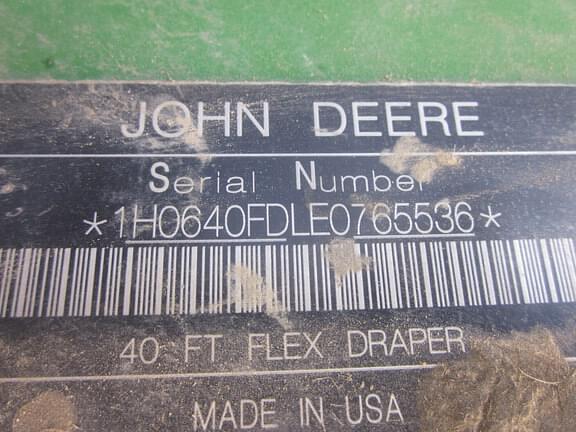 JOHN DEERE
Serial Number
*1H0640FDLE0765536*
40 FT FLEX DRAPER
MADE IN USA